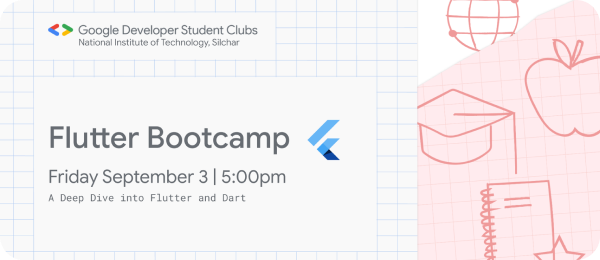 Google Developer Student Clubs
National Institute of Technology, Silchar
Flutter Bootcamp
Friday September 3 | 5:00pm
A Deep Dive into Flutter and Dart